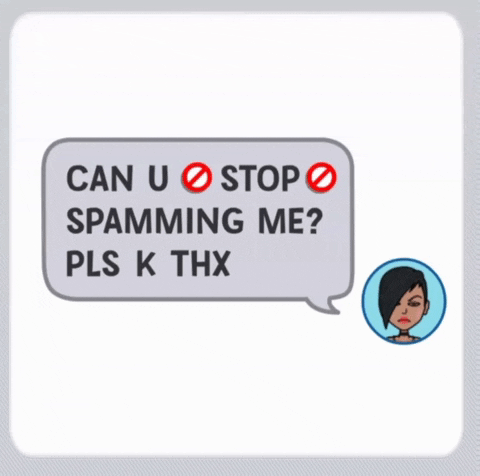 CAN U 🚫 STOP 🚫
SPAMMING ME?
PLS K THX